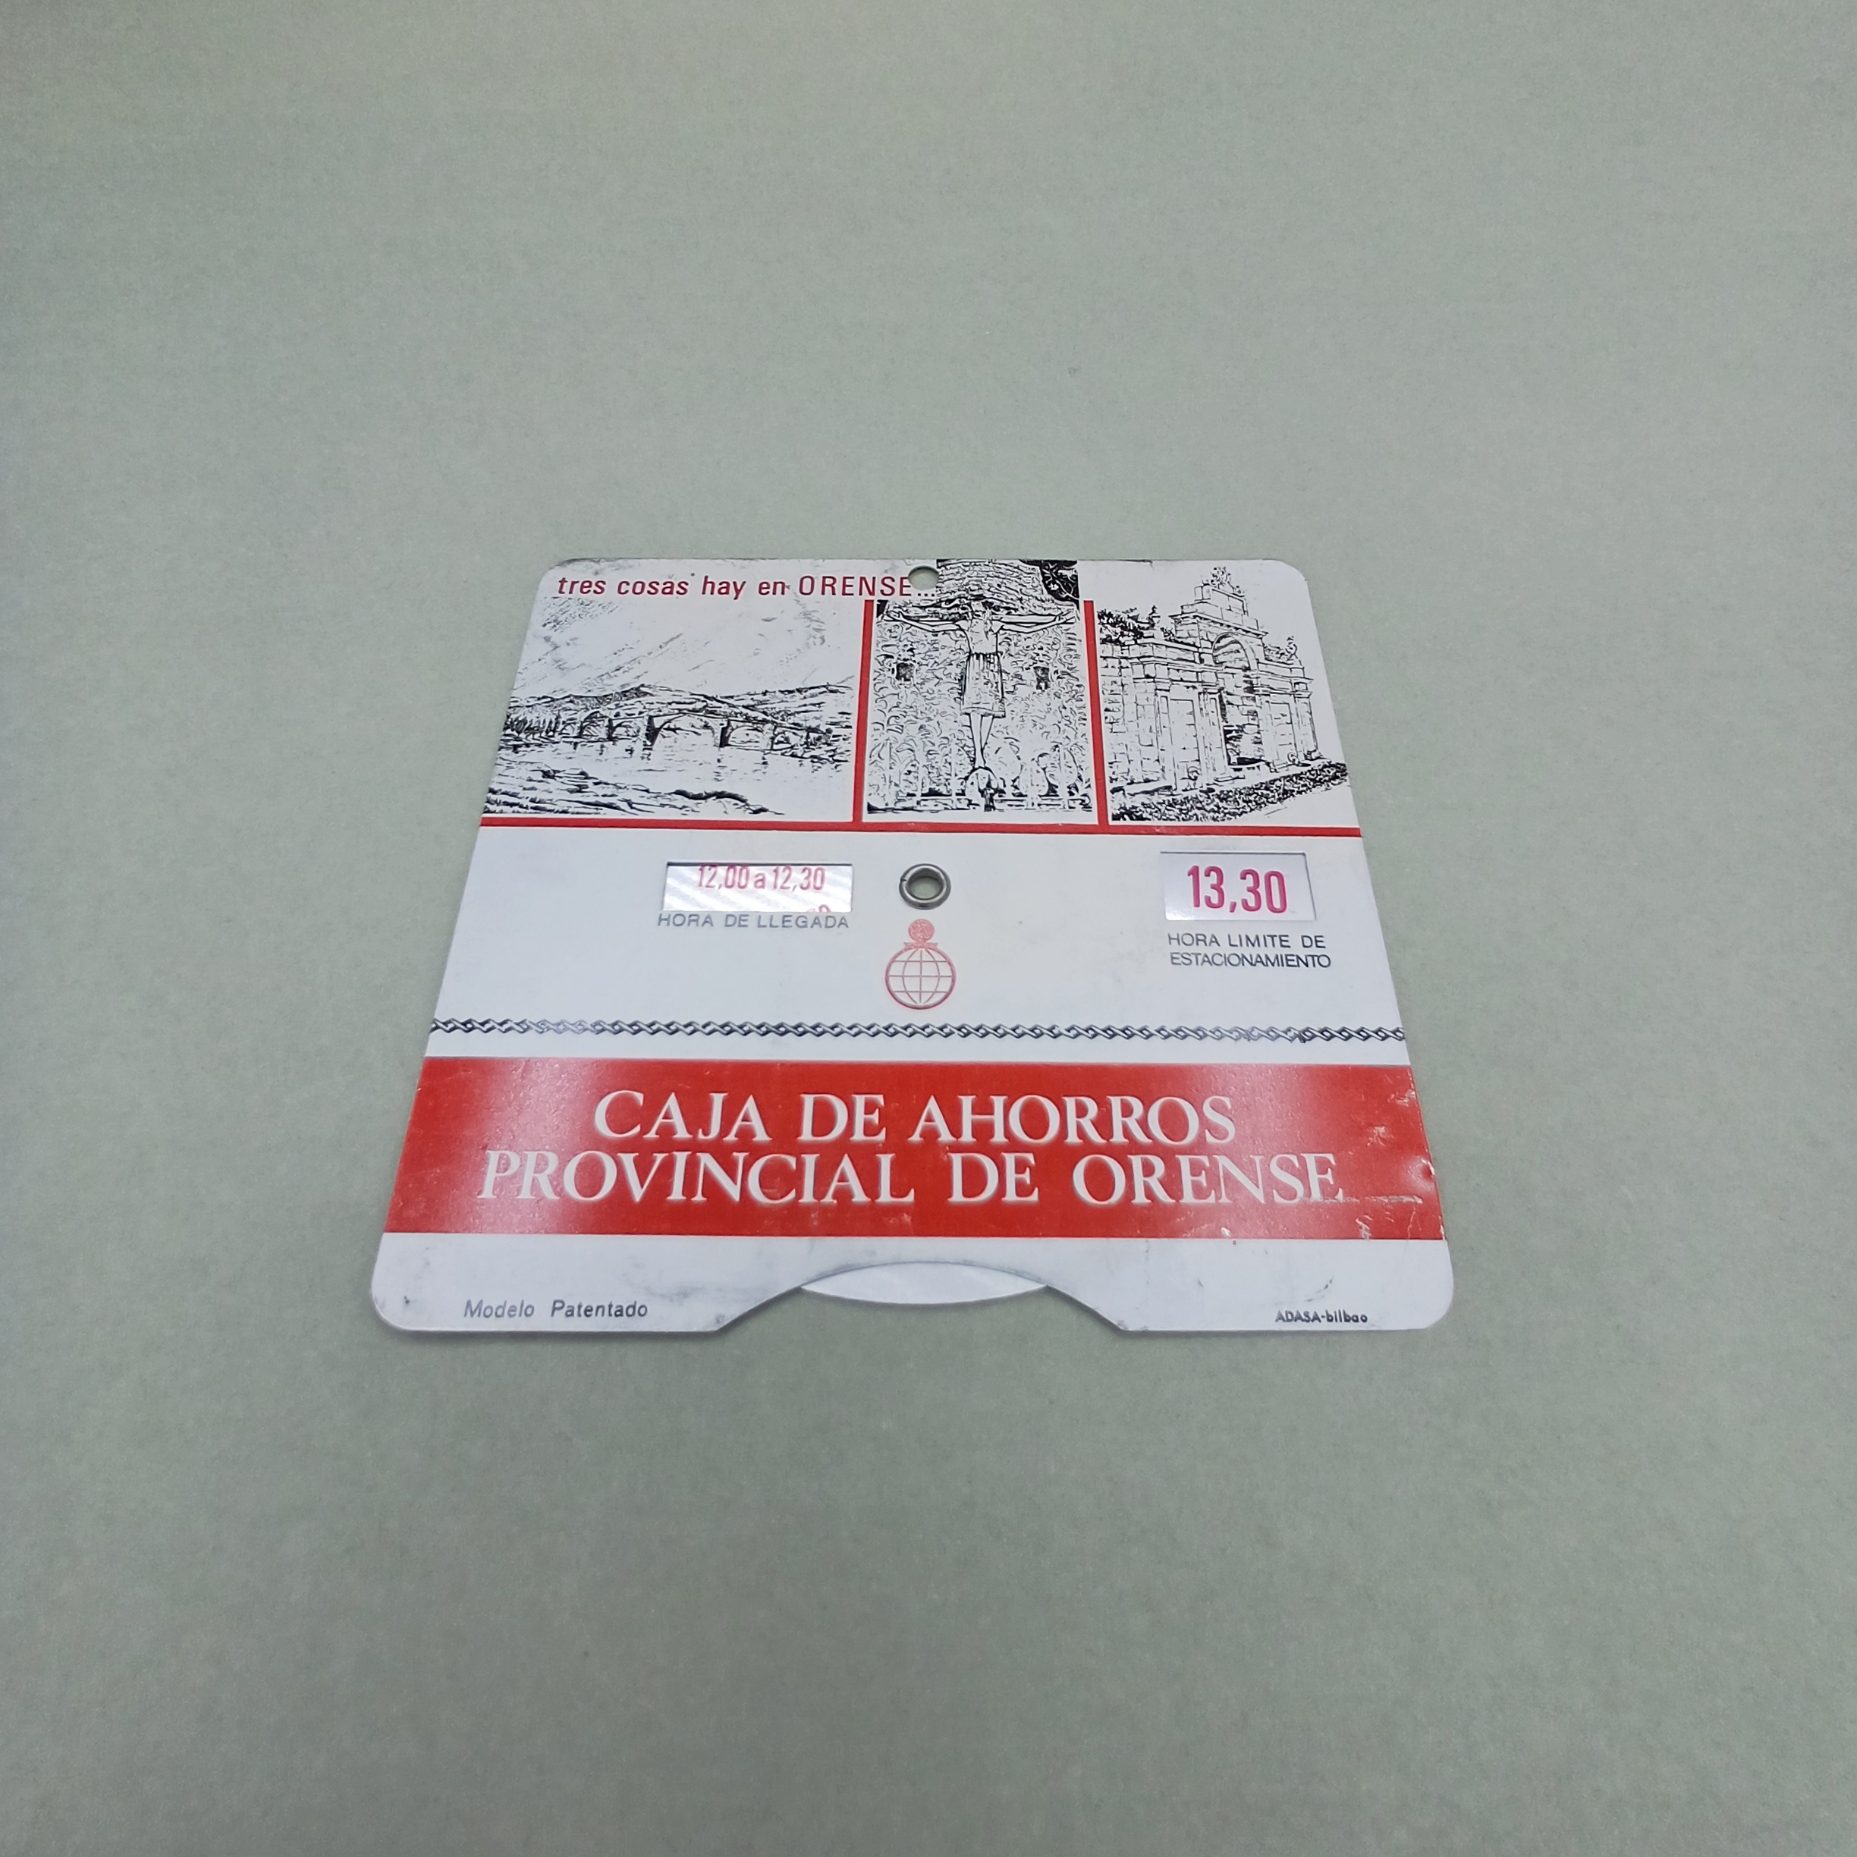 tres cosas hay en ORENSE...
12,00 a 12,30
HORA DE LLEGADA
13,30
HORA LIMITE DE
ESTACIONAMIENTO
CAJA DE AHORROS
PROVINCIAL DE ORENSE
Modelo Patentado
ADASA-bilbao